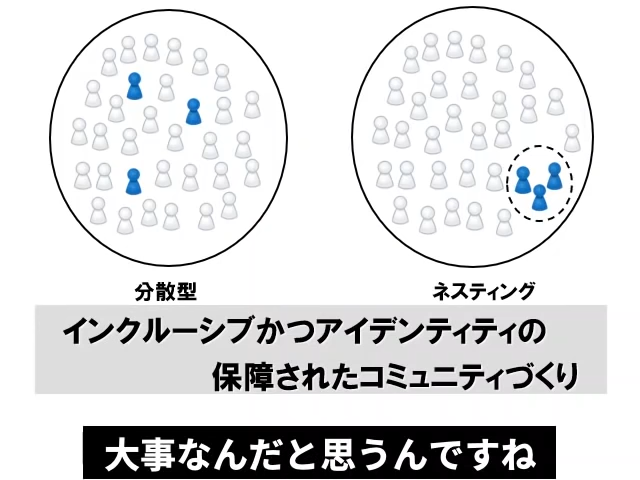 分散型
ネスティング
インクルーシブかつアイデンティティの
保障されたコミュニティづくり
大事なんだと思うんですね